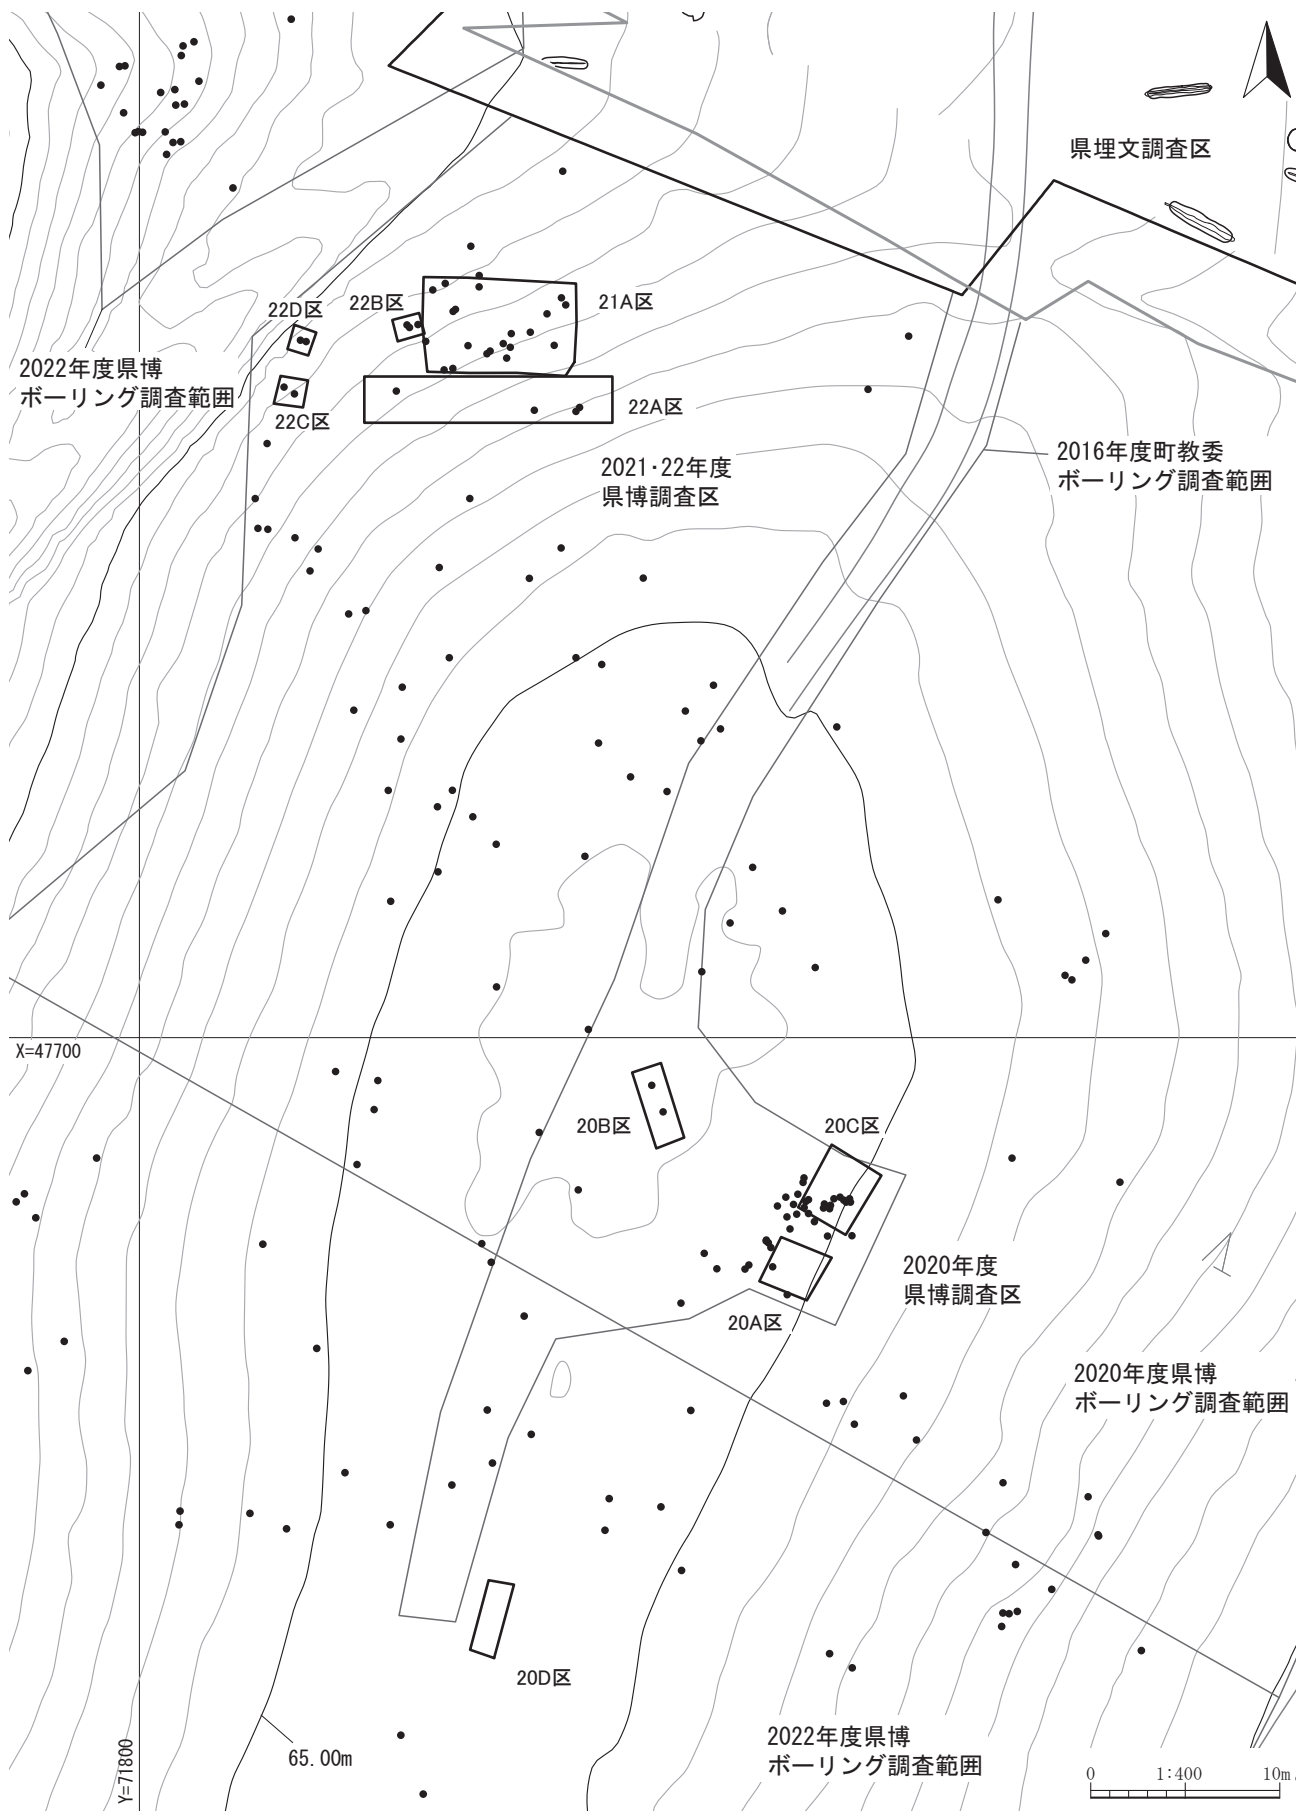 県埋文調査区
22D区
22B区
21A区
2022年度県博
ボーリング調査範囲
22C区
22A区
2021･22年度
県博調査区
2016年度町教委
ボーリング調査範囲
X=47700
20B区
20C区
2020年度
県博調査区
20A区
2020年度県博
ボーリング調査範囲
20D区
2022年度県博
ボーリング調査範囲
65.00m
Y=71800
0 1:400 10m